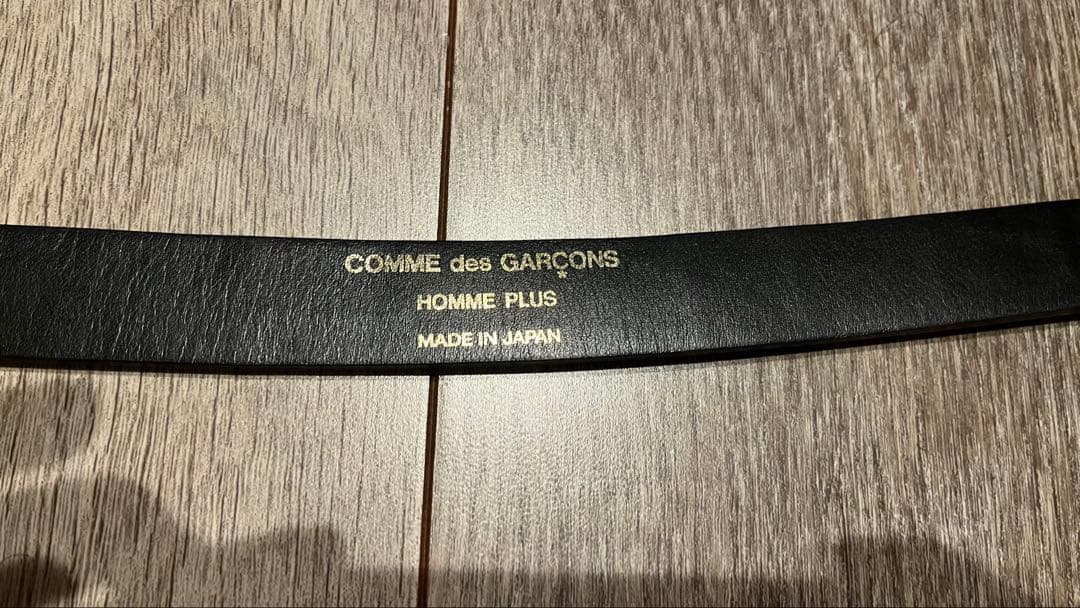 COMME des GARÇONS
HOMME PLUS
MADE IN JAPAN